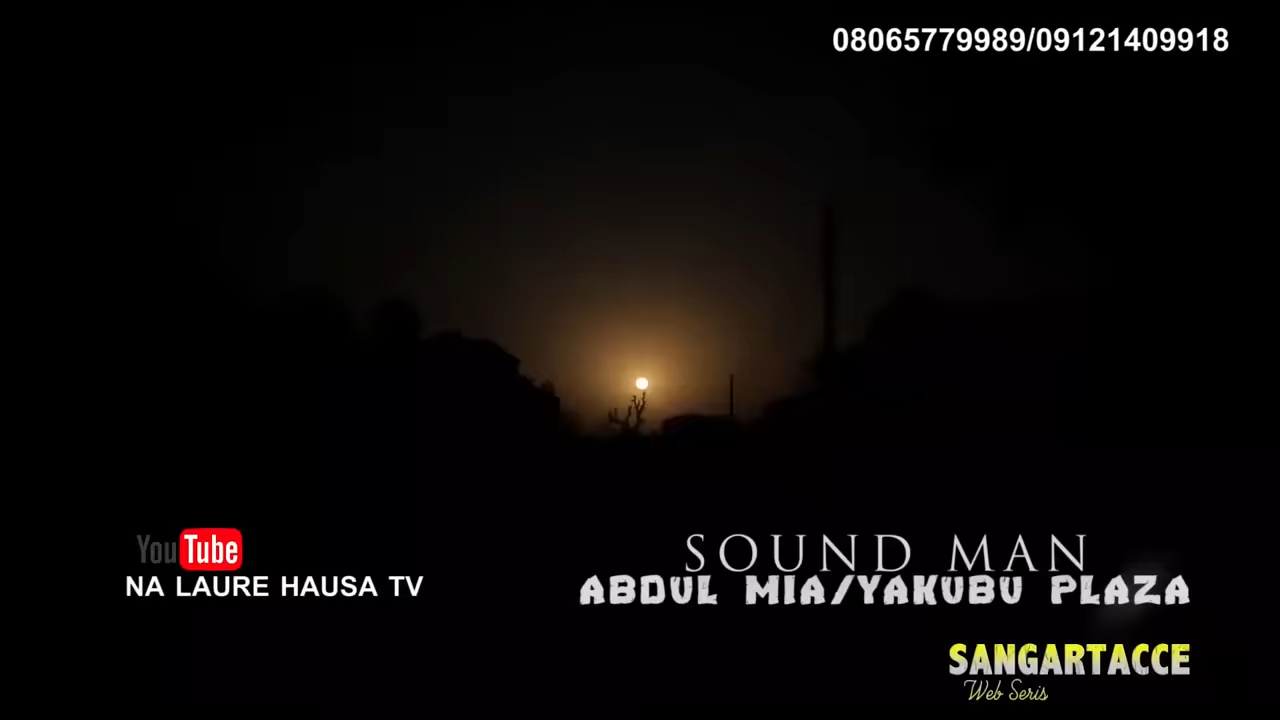 08065779989/09121409918
YouTube
NA LAURE HAUSA TV
SOUND MAN
ABDUL MIA/YAKUBU PLAZA
SANGARTACCE
Web Seris